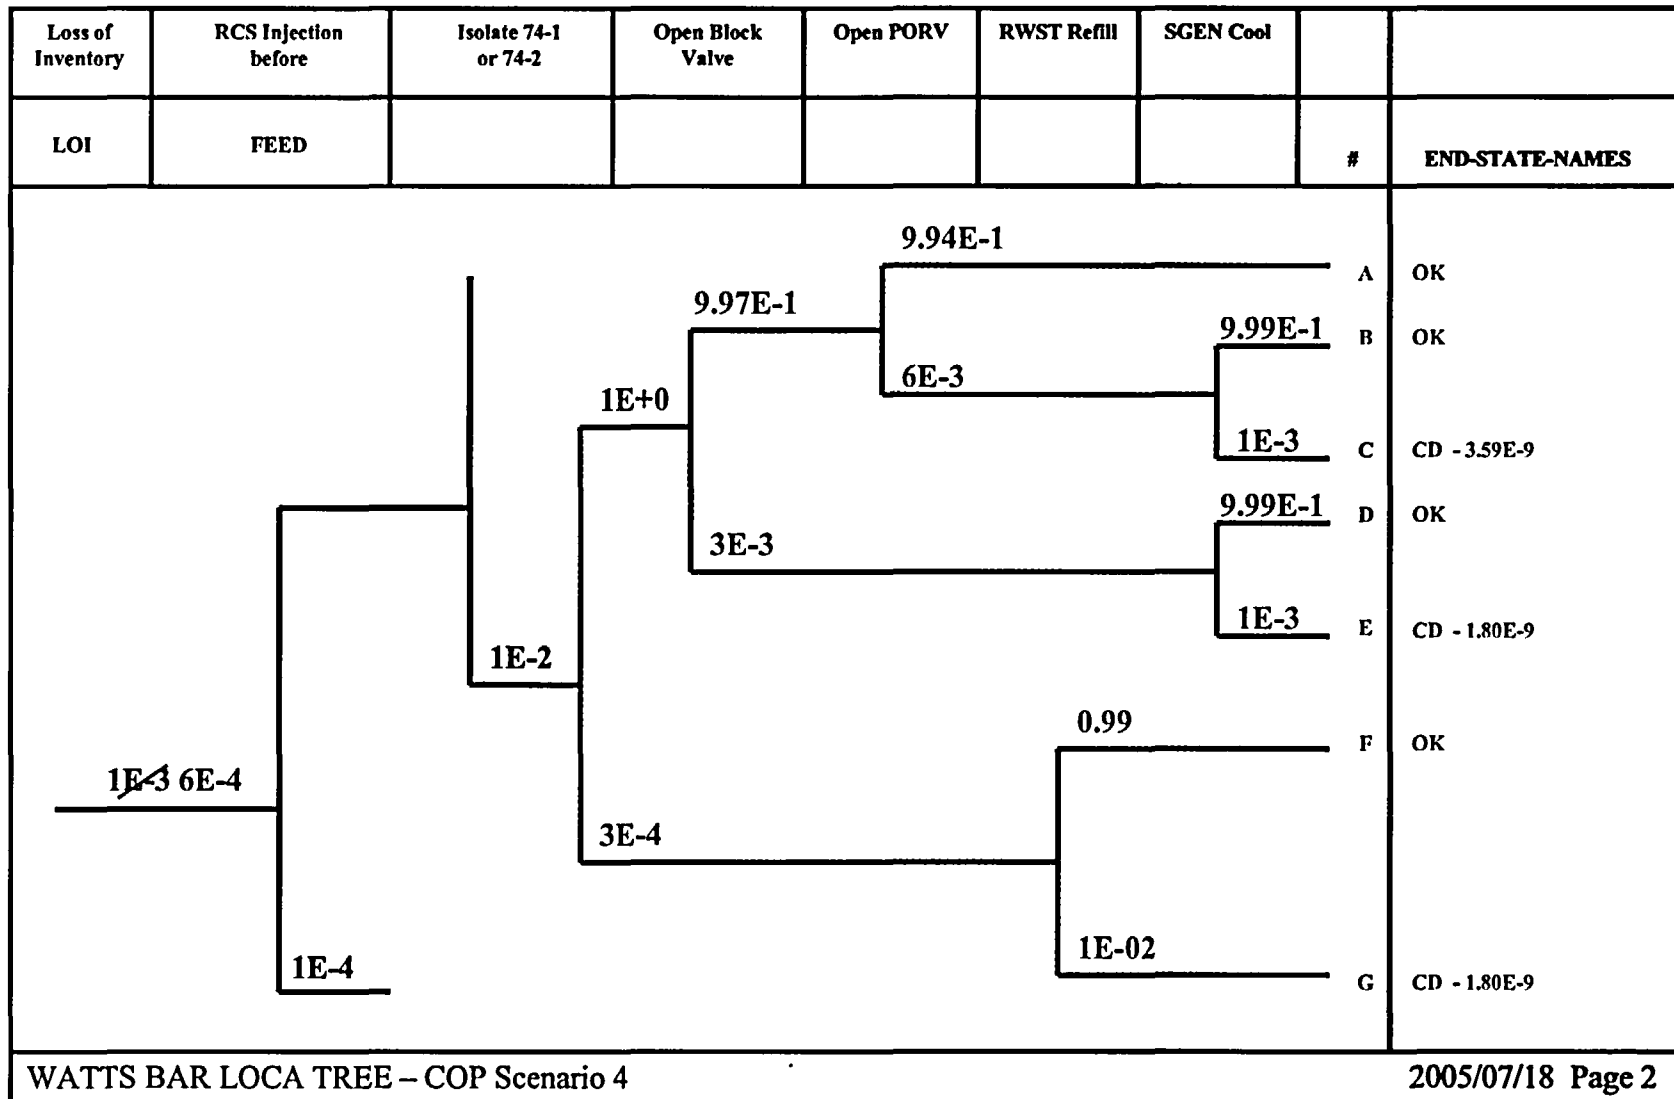 Loss of
Inventory
RCS Injection
before
Isolate 74-1
or 74-2
Open Block
Valve
Open PORV
RWST Refill
SGEN Cool
LOI
FEED
#
END-STATE-NAMES
9.94E-1
A OK
9.97E-1
9.99E-1
B OK
6E-3
1E+0
1E-3
C CD - 3.59E-9
9.99E-1
D OK
3E-3
1E-3
E CD - 1.80E-9
1E-2
0.99
F OK
1E-3 6E-4
3E-4
1E-02
1E-4
G CD - 1.80E-9
WATTS BAR LOCA TREE – COP Scenario 4
2005/07/18 Page 2